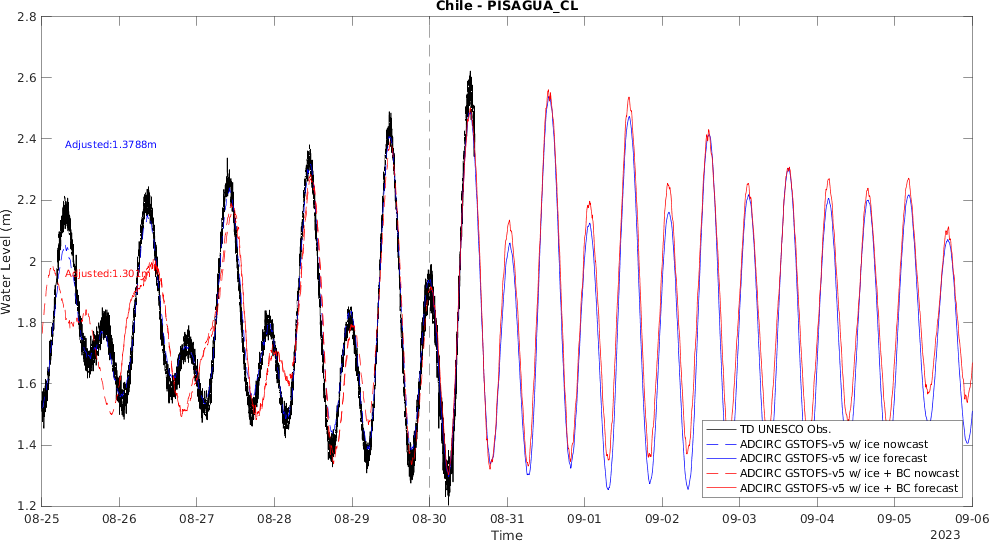 Chile - PISAGUA_CL
Water Level (m)
2.8
2.6
2.4
2.2
2
1.8
1.6
1.4
1.2
Adjusted:1.3788m
TD UNESCO Obs.
ADCIRC GSTOFS-v5 w/ ice nowcast
ADCIRC GSTOFS-v5 w/ ice forecast
ADCIRC GSTOFS-v5 w/ ice + BC nowcast
ADCIRC GSTOFS-v5 w/ ice + BC forecast
08-25 08-26 08-27 08-28 08-29 08-30 08-31 09-01 09-02 09-03 09-04 09-05 09-06
Time
2023